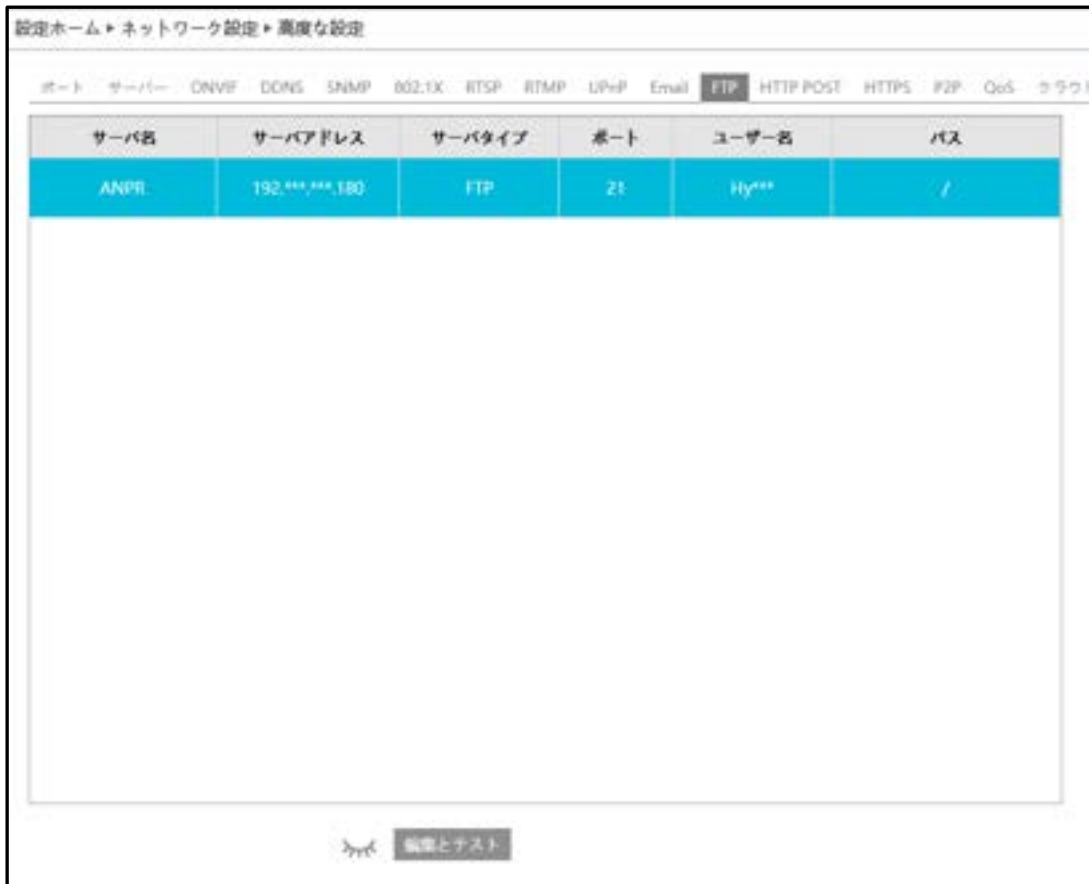 設定ホーム ▸ ネットワーク設定 ▸ 高度な設定
ポート サーバー ONVIF DDNS SNMP 802.1X RTSP RTMP UPnP Email FTP HTTP POST HTTPS P2P QoS クラウド
サーバ名 サーバアドレス サーバタイプ ポート ユーザー名 パス
ANPR 192.***.***.180 FTP 21 Hy*** /
編集とテスト